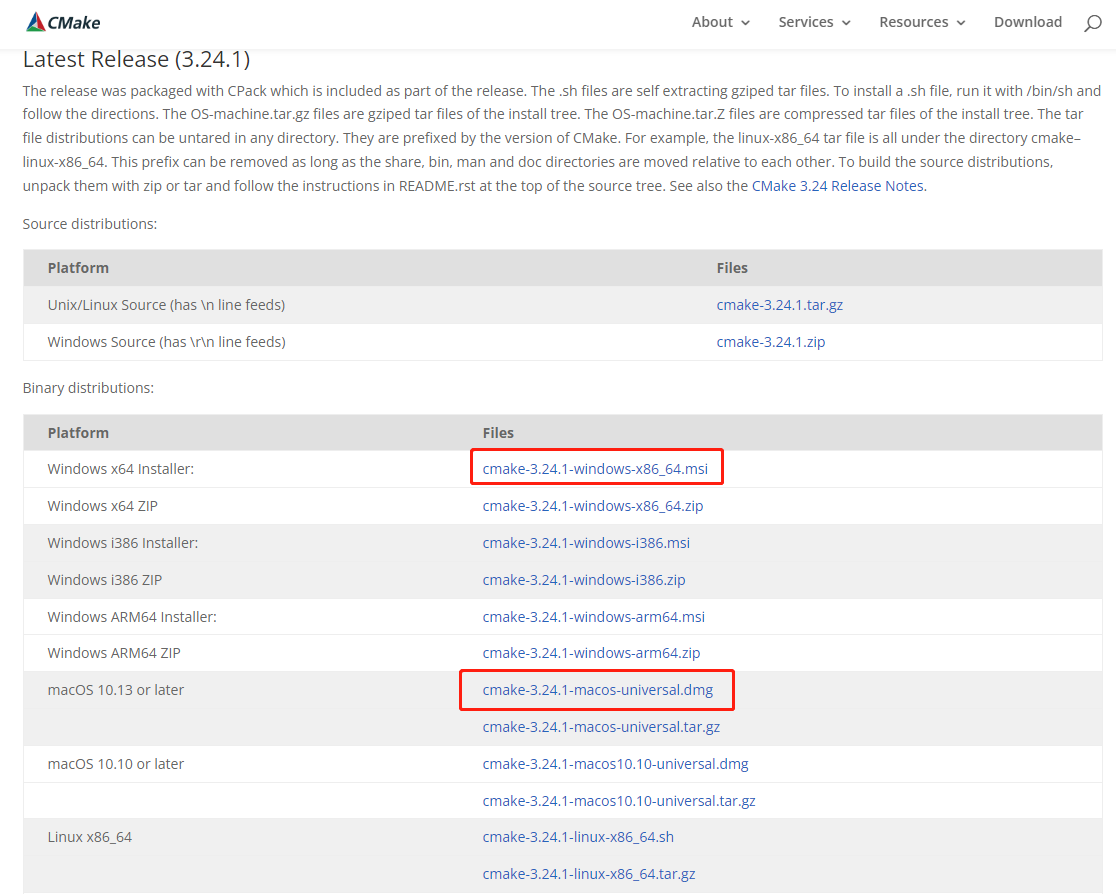 CMake
About Services Resources Download
Latest Release (3.24.1)
The release was packaged with CPack which is included as part of the release. The .sh files are self extracting gziped tar files. To install a .sh file, run it with /bin/sh and
follow the directions. The OS-machine.tar.gz files are gziped tar files of the install tree. The OS-machine.tar.Z files are compressed tar files of the install tree. The tar
file distributions can be untared in any directory. They are prefixed by the version of CMake. For example, the linux-x86_64 tar file is all under the directory cmake–
linux-x86_64. This prefix can be removed as long as the share, bin, man and doc directories are moved relative to each other. To build the source distributions,
unpack them with zip or tar and follow the instructions in README.rst at the top of the source tree. See also the CMake 3.24 Release Notes.
Source distributions:
Platform Files
Unix/Linux Source (has \n line feeds) cmake-3.24.1.tar.gz
Windows Source (has \r\n line feeds) cmake-3.24.1.zip
Binary distributions:
Platform Files
Windows x64 Installer: cmake-3.24.1-windows-x86_64.msi
Windows x64 ZIP cmake-3.24.1-windows-x86_64.zip
Windows i386 Installer: cmake-3.24.1-windows-i386.msi
Windows i386 ZIP cmake-3.24.1-windows-i386.zip
Windows ARM64 Installer: cmake-3.24.1-windows-arm64.msi
Windows ARM64 ZIP cmake-3.24.1-windows-arm64.zip
macOS 10.13 or later cmake-3.24.1-macos-universal.dmg
cmake-3.24.1-macos-universal.tar.gz
macOS 10.10 or later cmake-3.24.1-macos10.10-universal.dmg
cmake-3.24.1-macos10.10-universal.tar.gz
Linux x86_64 cmake-3.24.1-linux-x86_64.sh
cmake-3.24.1-linux-x86_64.tar.gz